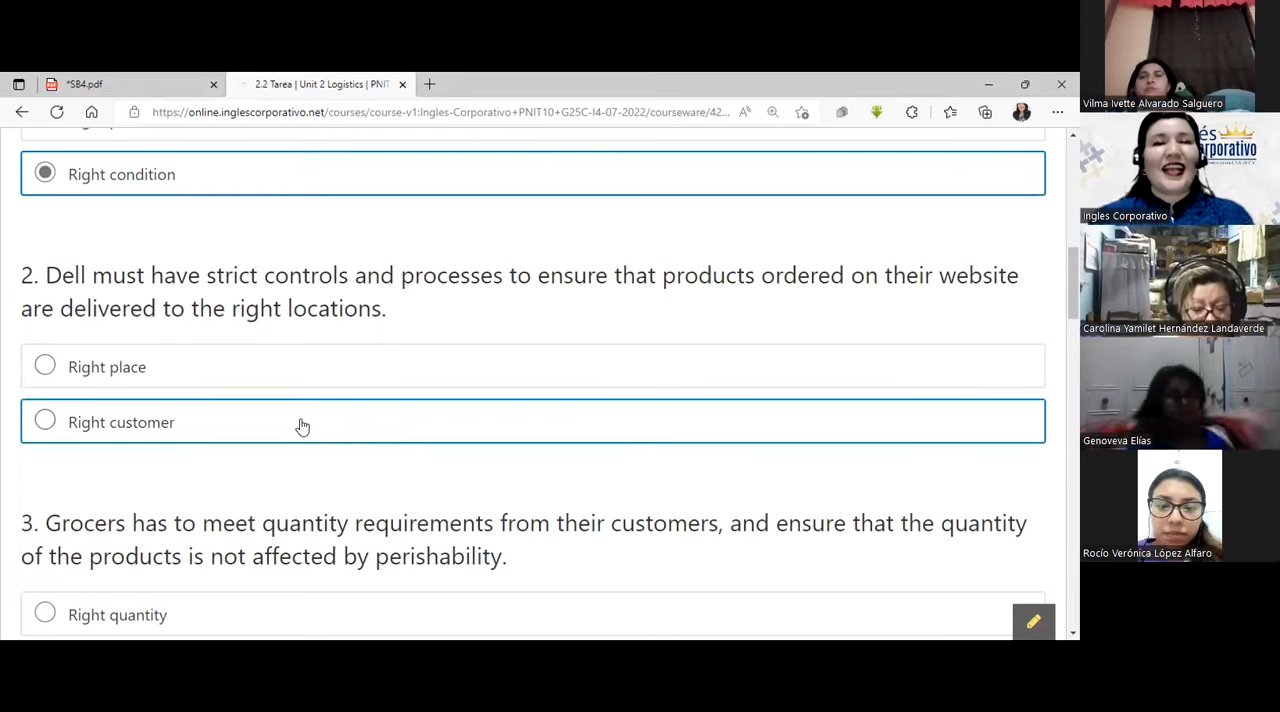 *SB4.pdf
2.2 Tarea | Unit 2 Logistics | PNIT
https://online.inglescorporativo.net/courses/course-v1:Ingles-Corporativo+PNIT10+G25C-I4-07-2022/courseware/42...
Right condition
2. Dell must have strict controls and processes to ensure that products ordered on their website
are delivered to the right locations.
Right place
Right customer
3. Grocers has to meet quantity requirements from their customers, and ensure that the quantity
of the products is not affected by perishability.
Right quantity
Vilma Ivette Alvarado Salguero
Ingles Corporativo
Carolina Yamilet Hernández Landaverde
Genoveva Elías
Rocío Verónica López Alfaro